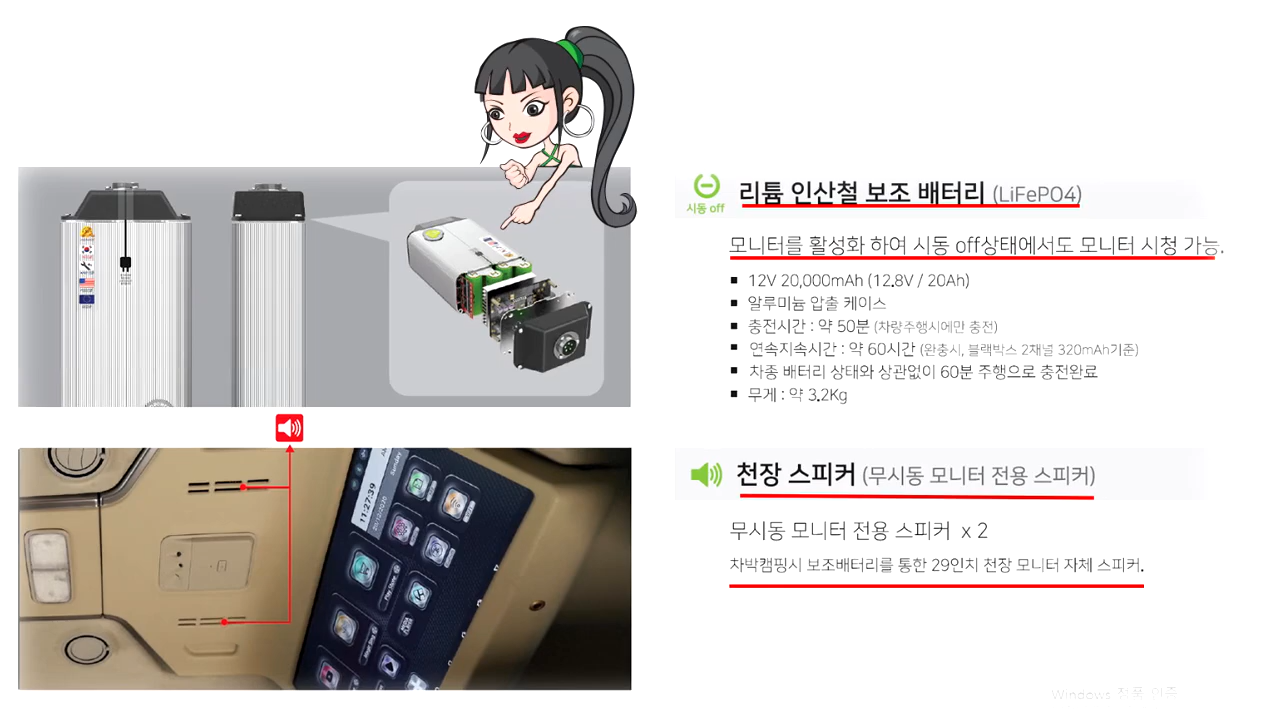 시동 off
리튬 인산철 보조 배터리 (LiFePO4)
모니터를 활성화 하여 시동 off상태에서도 모니터 시청 가능.
▪ 12V 20,000mAh (12.8V / 20Ah)
▪ 알루미늄 압출 케이스
▪ 충전시간 : 약 50분 (차량주행시에만 충전)
▪ 연속지속시간 : 약 60시간 (완충시, 블랙박스 2채널 320mAh기준)
▪ 차종 배터리 상태와 상관없이 60분 주행으로 충전완료
▪ 무게 : 약 3.2Kg
천장 스피커 (무시동 모니터 전용 스피커)
무시동 모니터 전용 스피커 x 2
차박캠핑시 보조배터리를 통한 29인치 천장 모니터 자체 스피커.
11:27:39
Sunday
Play Store
Windows 정품 인증